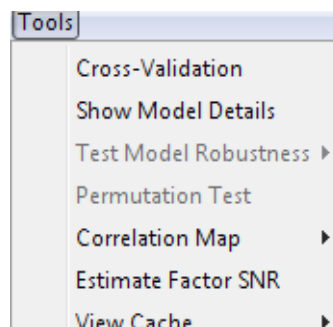 Tools
Cross-Validation
Show Model Details
Test Model Robustness
Permutation Test
Correlation Map
Estimate Factor SNR
View Cache